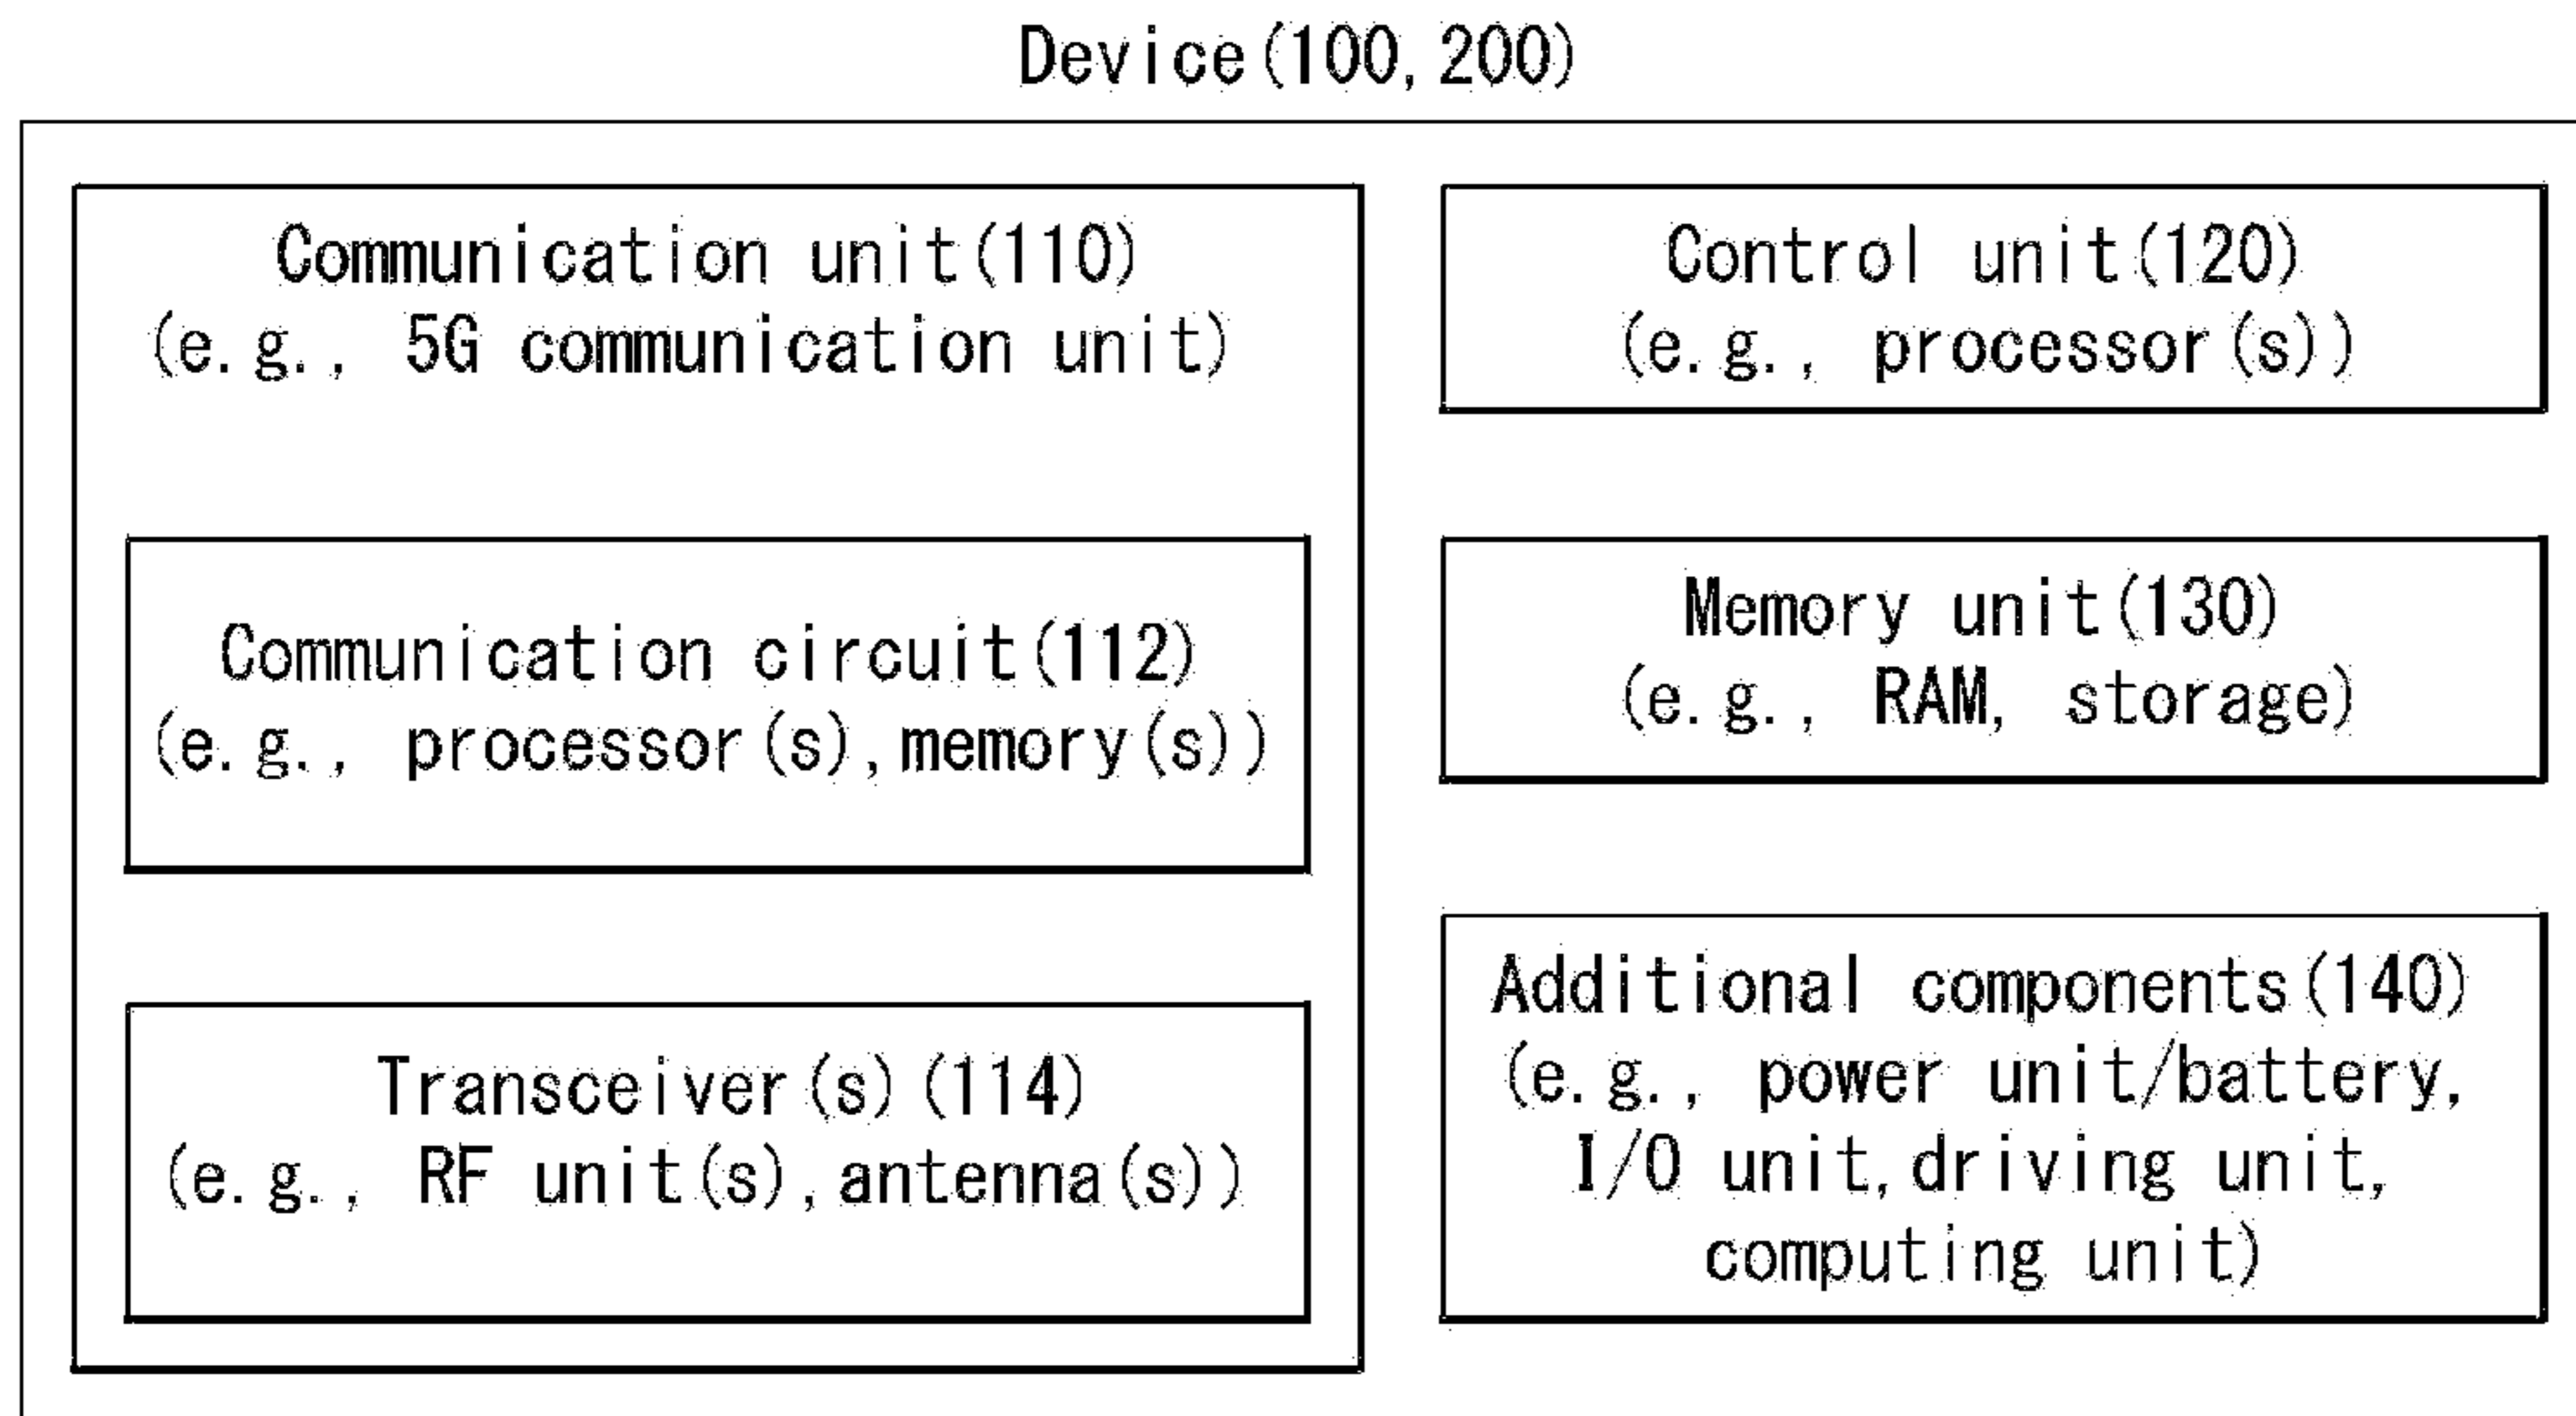 Device(100,200)
Communication unit(110)
(e.g., 5G communication unit)
Communication circuit(112)
(e.g., processor(s),memory(s))
Transceiver(s)(114)
(e.g., RF unit(s),antenna(s))
Control unit(120)
(e.g., processor(s))
Memory unit(130)
(e.g., RAM, storage)
Additional components(140)
(e.g., power unit/battery,
I/O unit,driving unit,
computing unit)